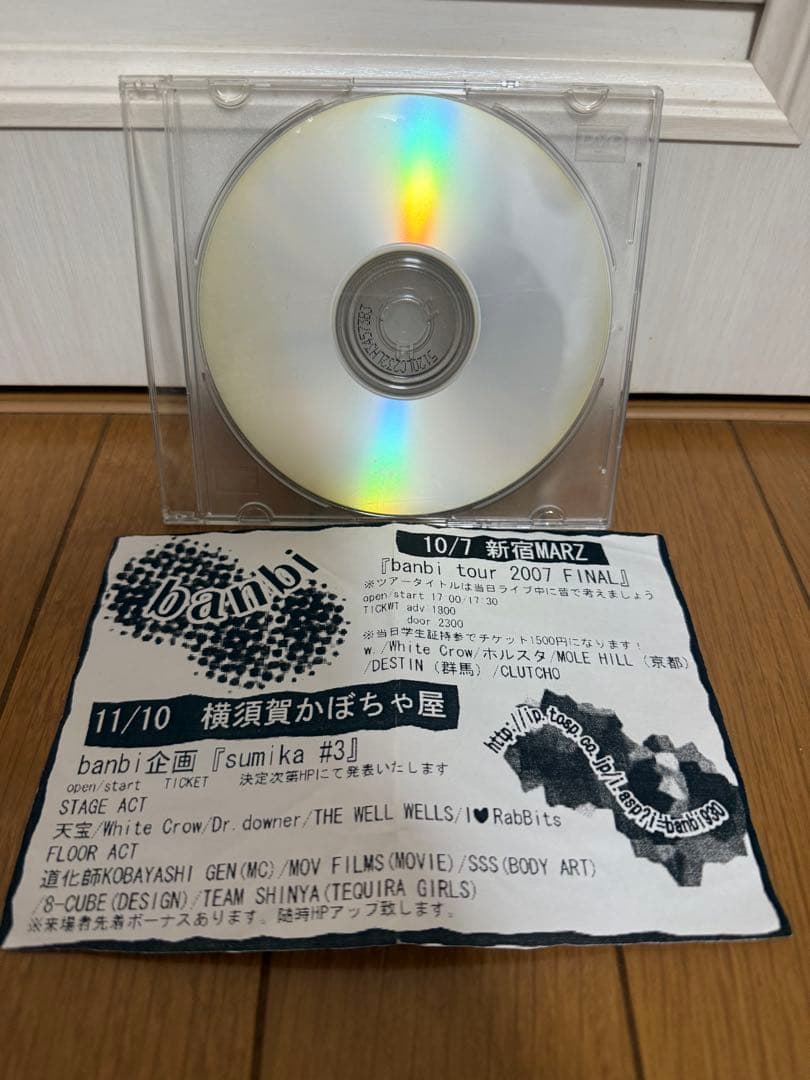 DVD
5120LC2232LHJ4573BJ
banbi
10/7 新宿MARZ
『banbi tour 2007 FINAL』
※ツアータイトルは当日ライブ中に皆で考えましょう
open/start 17:00/17:30
TICKWT adv 1800
door 2300
※当日学生証持参でチケット1500円になります！
w./White Crow/ホルスタ/MOLE HILL (京都)
/DESTIN (群馬) /CLUTCHO
11/10 横須賀かぼちゃ屋
banbi企画『sumika #3』
open/start TICKET 決定次第HPにて発表いたします
STAGE ACT
天宝/White Crow/Dr.downer/THE WELL WELLS/I♥RabBits
FLOOR ACT
道化師KOBAYASHI GEN(MC)/MOV FILMS(MOVIE)/SSS(BODY ART)
/8-CUBE(DESIGN)/TEAM SHINYA(TEQUIRA GIRLS)
※来場者先着ボーナスあります。随時HPアップ致します。
http://ip.tosp.co.jp/i.asp?i=banbi930